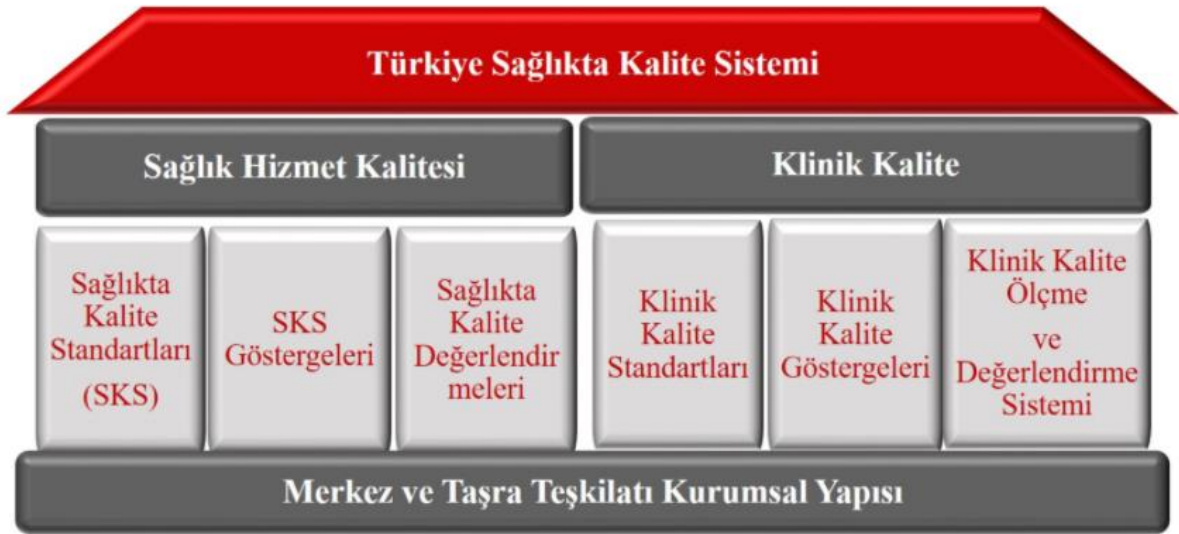 Türkiye Sağlıkta Kalite Sistemi
Sağlık Hizmet Kalitesi
Klinik Kalite
Sağlıkta
Kalite
Standartları
(SKS)
SKS
Göstergeleri
Sağlıkta
Kalite
Değerlendir
meleri
Klinik
Kalite
Standartları
Klinik
Kalite
Göstergeleri
Klinik Kalite
Ölçme
ve
Değerlendirme
Sistemi
Merkez ve Taşra Teşkilatı Kurumsal Yapısı